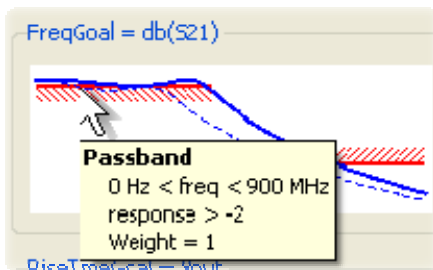 FreqGoal = db(S21)
Passband
0 Hz < freq < 900 MHz
response > -2
Weight = 1